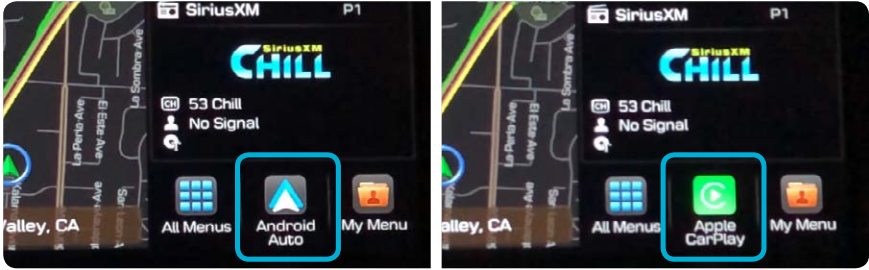 SiriusXM P1
SiriusXM
CHILL
CH 53 Chill
No Signal
La Sombra Ave
La Perla Ave
El Este Ave
alley, CA
All Menus
Android
Auto
My Menu
SiriusXM P1
SiriusXM
CHILL
CH 53 Chill
No Signal
La Sombra Ave
La Perla Ave
El Este Ave
alley, CA
All Menus
Apple
CarPlay
My Menu